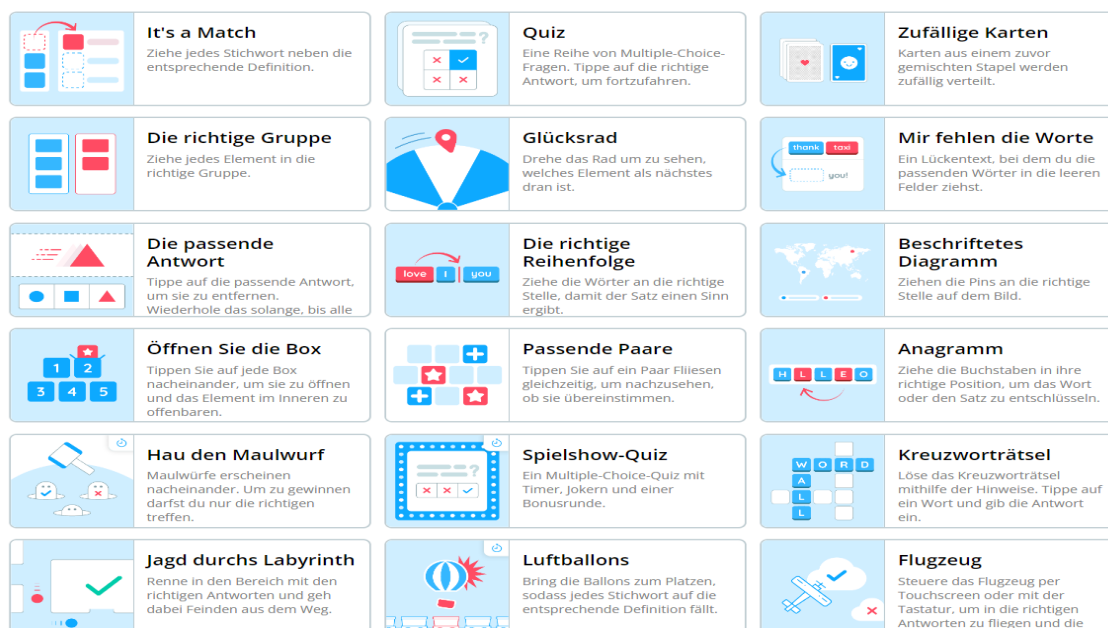 It's a Match
Ziehe jedes Stichwort neben die
entsprechende Definition.
?
Quiz
Eine Reihe von Multiple-Choice-
Fragen. Tippe auf die richtige
Antwort, um fortzufahren.
Zufällige Karten
Karten aus einem zuvor
gemischten Stapel werden
zufällig verteilt.
Die richtige Gruppe
Ziehe jedes Element in die
richtige Gruppe.
Glücksrad
Drehe das Rad um zu sehen,
welches Element als nächstes
dran ist.
thank taxi
you!
Mir fehlen die Worte
Ein Lückentext, bei dem du die
passenden Wörter in die leeren
Felder ziehst.
Die passende
Antwort
Tippe auf die passende Antwort,
um sie zu entfernen.
Wiederhole das solange, bis alle
love I you
Die richtige
Reihenfolge
Ziehe die Wörter an die richtige
Stelle, damit der Satz einen Sinn
ergibt.
Beschriftetes
Diagramm
Ziehen die Pins an die richtige
Stelle auf dem Bild.
1 2
3 4 5
Öffnen Sie die Box
Tippen Sie auf jede Box
nacheinander, um sie zu öffnen
und das Element im Inneren zu
offenbaren.
Passende Paare
Tippen Sie auf ein Paar Fliiesen
gleichzeitig, um nachzusehen,
ob sie übereinstimmen.
H L L E O
Anagramm
Ziehe die Buchstaben in ihre
richtige Position, um das Wort
oder den Satz zu entschlüsseln.
Hau den Maulwurf
Maulwürfe erscheinen
nacheinander. Um zu gewinnen
darfst du nur die richtigen
treffen.
?
Spielshow-Quiz
Ein Multiple-Choice-Quiz mit
Timer, Jokern und einer
Bonusrunde.
W O R D
A
L
L
Kreuzworträtsel
Löse das Kreuzworträtsel
mithilfe der Hinweise. Tippe auf
ein Wort und gib die Antwort
ein.
Jagd durchs Labyrinth
Renne in den Bereich mit den
richtigen Antworten und geh
dabei Feinden aus dem Weg.
Luftballons
Bring die Ballons zum Platzen,
sodass jedes Stichwort auf die
entsprechende Definition fällt.
Flugzeug
Steuere das Flugzeug per
Touchscreen oder mit der
Tastatur, um in die richtigen
Antworten zu fliegen und die